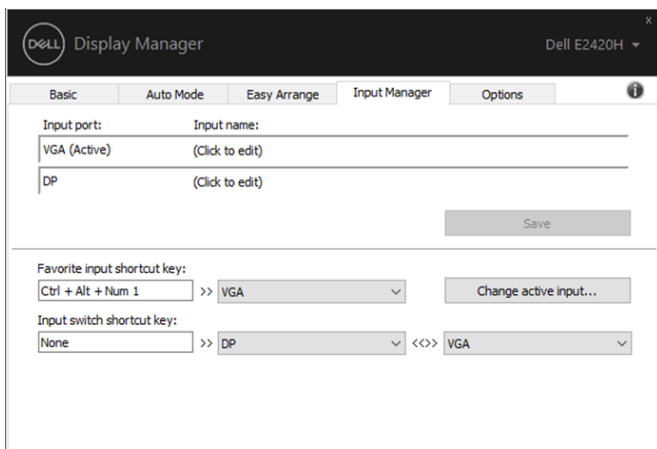 x
DELL Display Manager Dell E2420H
Basic Auto Mode Easy Arrange Input Manager Options i
Input port: Input name:
VGA (Active) (Click to edit)
DP (Click to edit)
Save
Favorite input shortcut key:
Ctrl + Alt + Num 1 >> VGA Change active input...
Input switch shortcut key:
None >> DP <<>> VGA